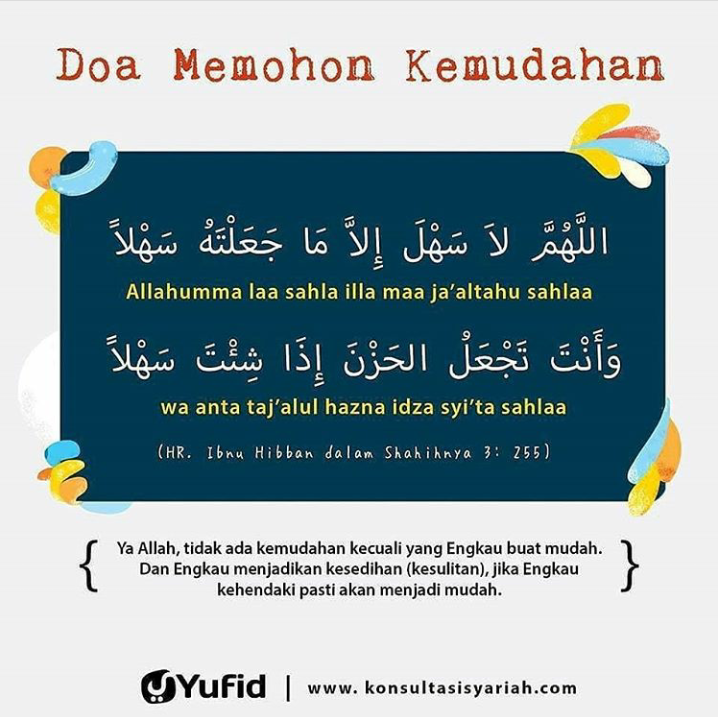 Doa Memohon Kemudahan
اللَّهُمَّ لاَ سَهْلَ إِلاَّ مَا جَعَلْتَهُ سَهْلاً
Allahumma laa sahla illa maa ja’altahu sahlaa
وَأَنْتَ تَجْعَلُ الحَزْنَ إِذَا شِئْتَ سَهْلاً
wa anta taj’alul hazna idza syi’ta sahlaa
(HR. Ibnu Hibban dalam Shahihnya 3: 255)
{ Ya Allah, tidak ada kemudahan kecuali yang Engkau buat mudah.
Dan Engkau menjadikan kesedihan (kesulitan), jika Engkau
kehendaki pasti akan menjadi mudah. }
Yufid | www. konsultasisyariah.com